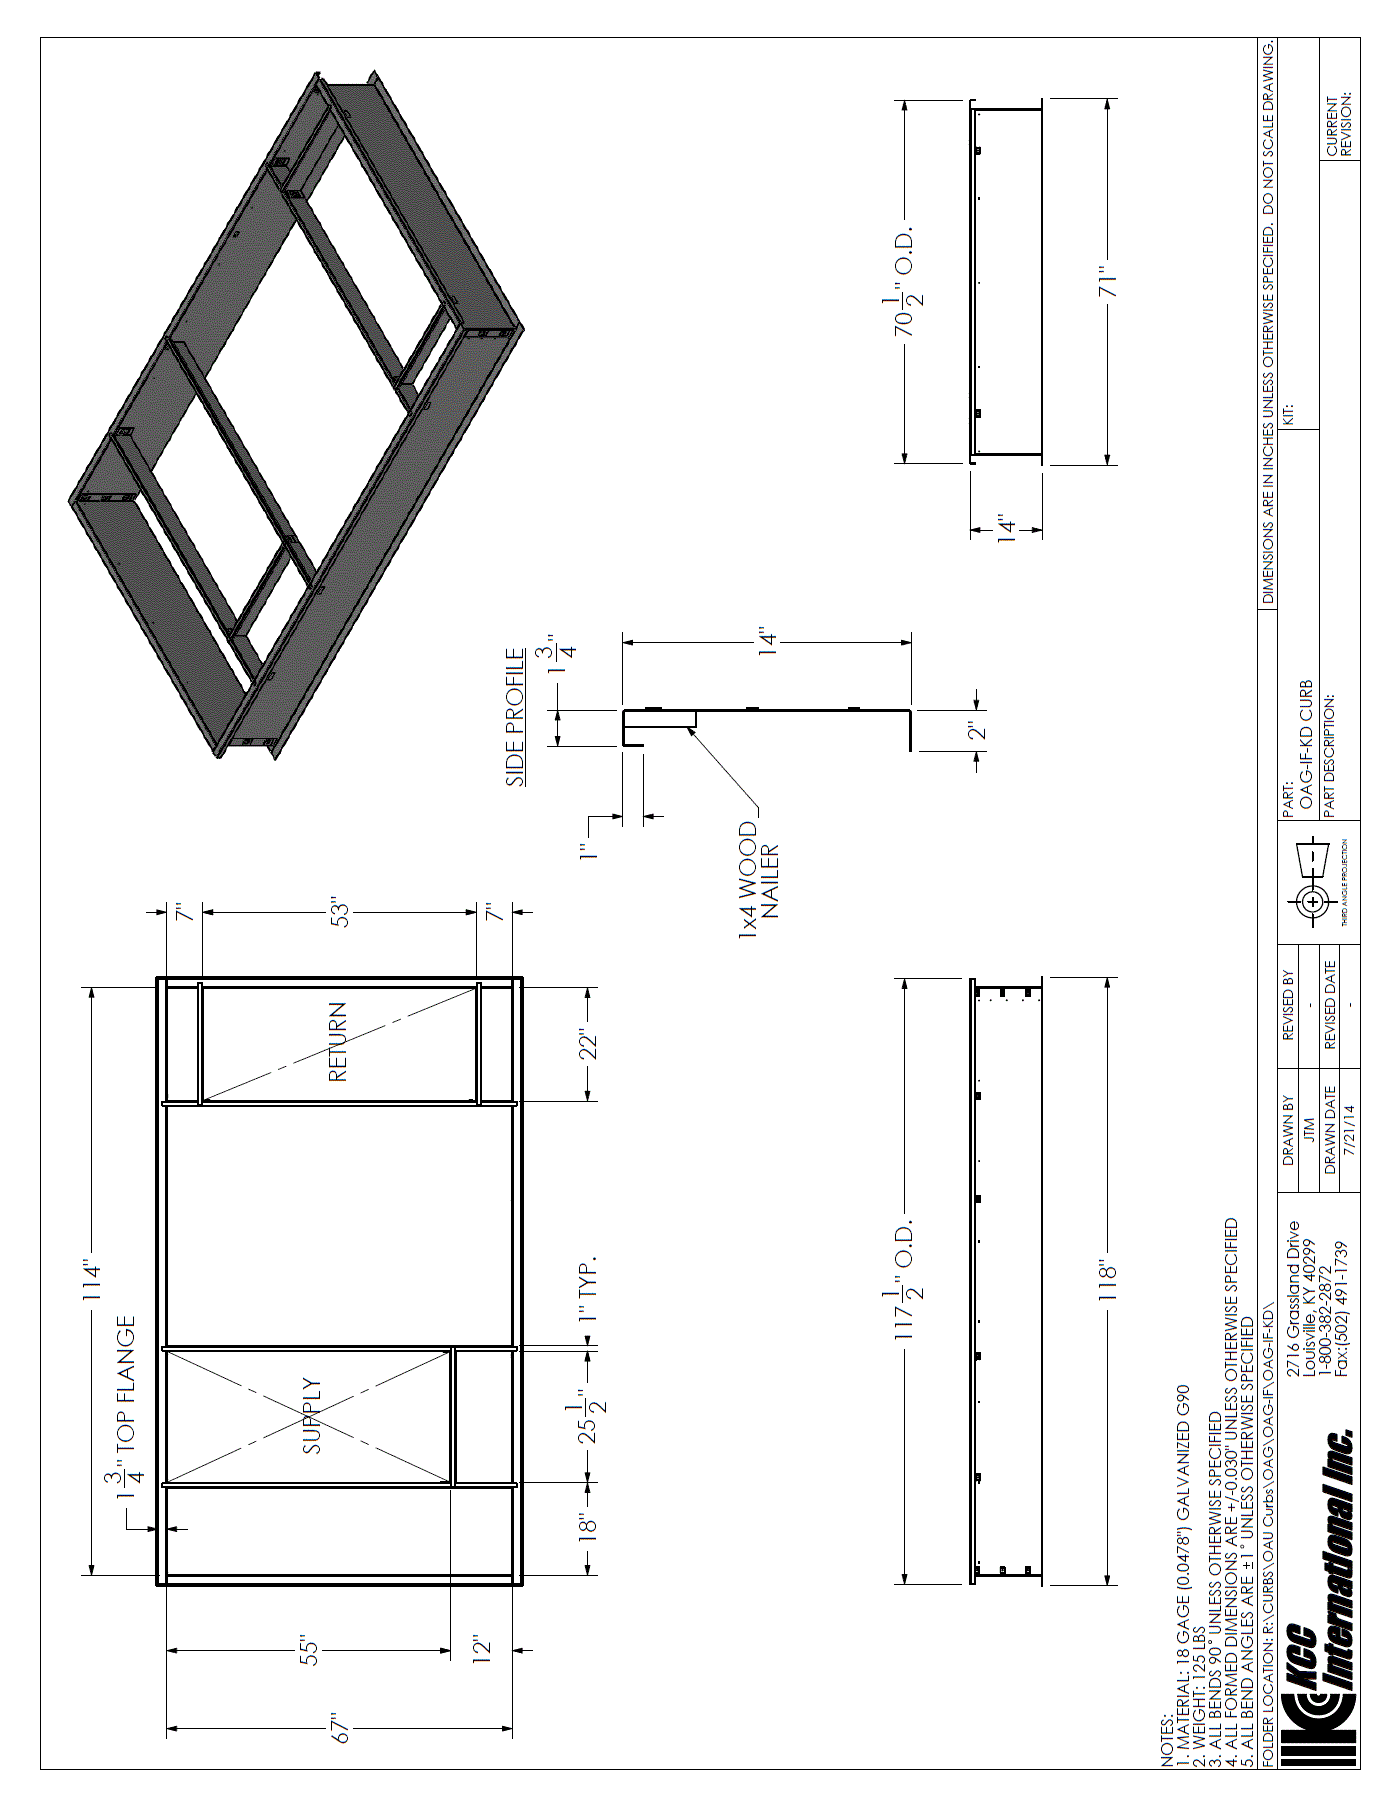 114"
1 3/4" TOP FLANGE
SUPPLY
RETURN
18"
25 1/2"
1" TYP.
22"
67"
55"
12"
7"
53"
7"
SIDE PROFILE
1 3/4"
1"
14"
2"
1x4 WOOD
NAILER
117 1/2" O.D.
118"
70 1/2" O.D.
71"
14"
NOTES:
1. MATERIAL: 18 GAGE (0.0478") GALVANIZED G90
2. WEIGHT: 125 LBS
3. ALL BENDS 90° UNLESS OTHERWISE SPECIFIED
4. ALL FORMED DIMENSIONS ARE +/-0.030" UNLESS OTHERWISE SPECIFIED
5. ALL BEND ANGLES ARE ±1° UNLESS OTHERWISE SPECIFIED
FOLDER LOCATION: R:\CURBS\OAU Curbs\OAG\OAG-IF\OAG-IF-KD\
DIMENSIONS ARE IN INCHES UNLESS OTHERWISE SPECIFIED. DO NOT SCALE DRAWING.
KCC
International Inc.
2716 Grassland Drive
Louisville, KY 40299
1-800-382-2872
Fax:(502) 491-1739
DRAWN BY
JTM
DRAWN DATE
7/21/14
REVISED BY
-
REVISED DATE
-
THIRD ANGLE PROJECTION
PART:
OAG-IF-KD CURB
PART DESCRIPTION:
KIT:
CURRENT
REVISION: